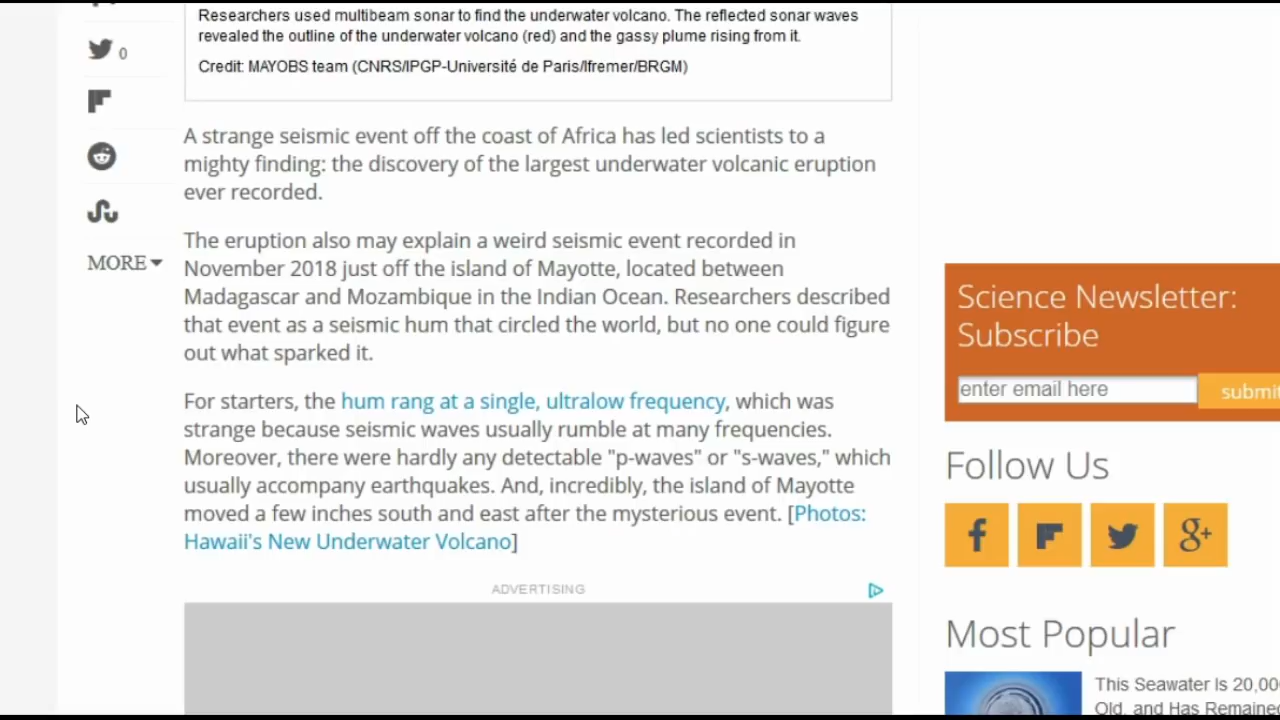 Researchers used multibeam sonar to find the underwater volcano. The reflected sonar waves
revealed the outline of the underwater volcano (red) and the gassy plume rising from it.
Credit: MAYOBS team (CNRS/IPGP-Université de Paris/Ifremer/BRGM)
0
MORE
A strange seismic event off the coast of Africa has led scientists to a
mighty finding: the discovery of the largest underwater volcanic eruption
ever recorded.
The eruption also may explain a weird seismic event recorded in
November 2018 just off the island of Mayotte, located between
Madagascar and Mozambique in the Indian Ocean. Researchers described
that event as a seismic hum that circled the world, but no one could figure
out what sparked it.
For starters, the hum rang at a single, ultralow frequency, which was
strange because seismic waves usually rumble at many frequencies.
Moreover, there were hardly any detectable "p-waves" or "s-waves," which
usually accompany earthquakes. And, incredibly, the island of Mayotte
moved a few inches south and east after the mysterious event. [Photos:
Hawaii's New Underwater Volcano]
ADVERTISING
Science Newsletter:
Subscribe
enter email here
submit
Follow Us
f
g+
Most Popular
This Seawater Is 20,00
Old, and Has Remained